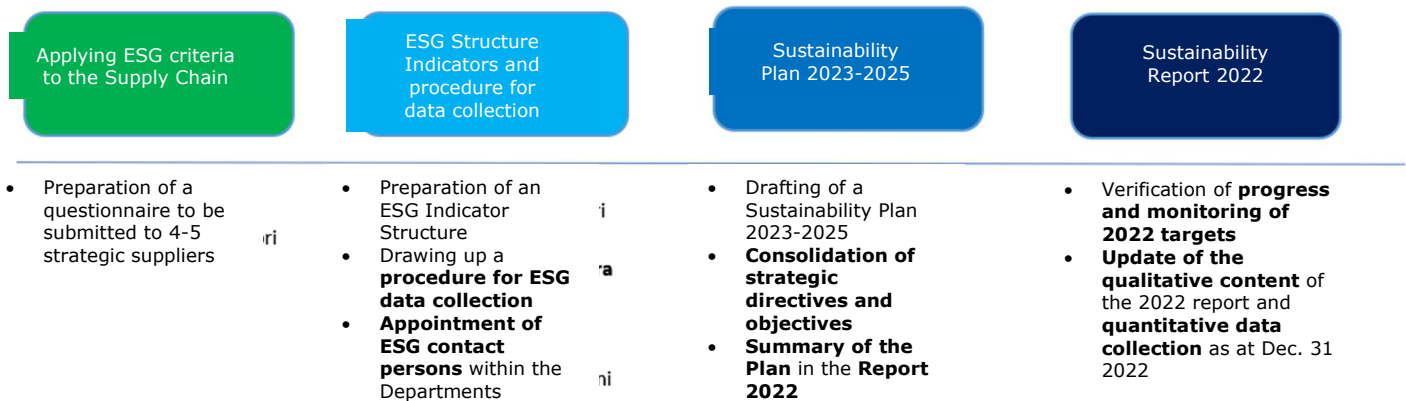 Applying ESG criteria
to the Supply Chain
ESG Structure
Indicators and
procedure for
data collection
Sustainability
Plan 2023-2025
Sustainability
Report 2022
• Preparation of a
questionnaire to be
submitted to 4-5
strategic suppliers
ri
• Preparation of an
ESG Indicator
Structure
• Drawing up a
procedure for ESG
data collection
• Appointment of
ESG contact
persons within the
Departments
ri
ra
ni
• Drafting of a
Sustainability Plan
2023-2025
• Consolidation of
strategic
directives and
objectives
• Summary of the
Plan in the Report
2022
• Verification of progress
and monitoring of
2022 targets
• Update of the
qualitative content of
the 2022 report and
quantitative data
collection as at Dec. 31
2022